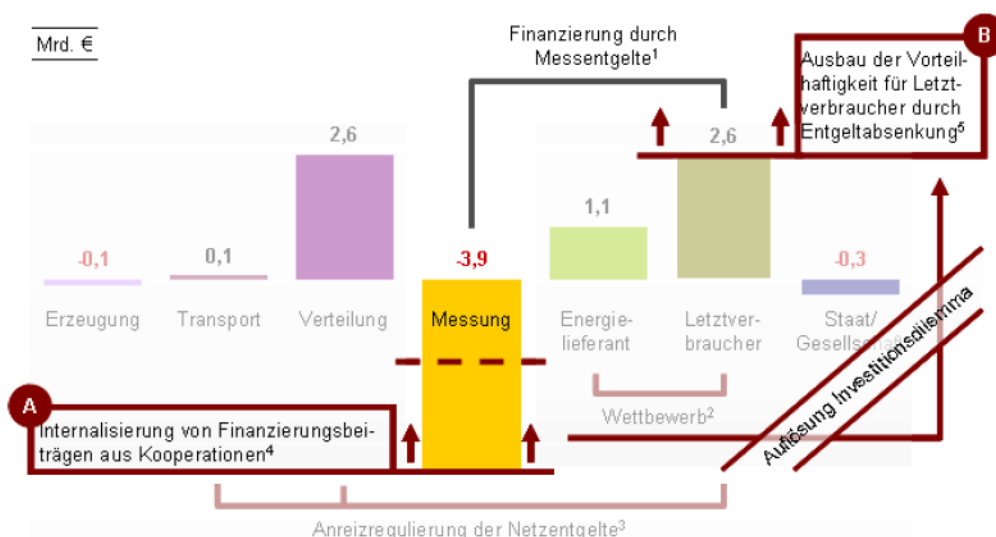 Mrd. €
Finanzierung durch
Messentgelte¹
B
Ausbau der Vorteil-
haftigkeit für Letzt-
verbraucher durch
Entgeltabsenkung⁵
2,6
2,6
1,1
-0,1
0,1
-3,9
-0,3
Erzeugung
Transport
Verteilung
Messung
Energie-
lieferant
Letztver-
braucher
Staat/
Gesellschaft
Auflösung Investitionsdilemma
Wettbewerb²
A
Internalisierung von Finanzierungsbei-
trägen aus Kooperationen⁴
Anreizregulierung der Netzentgelte³